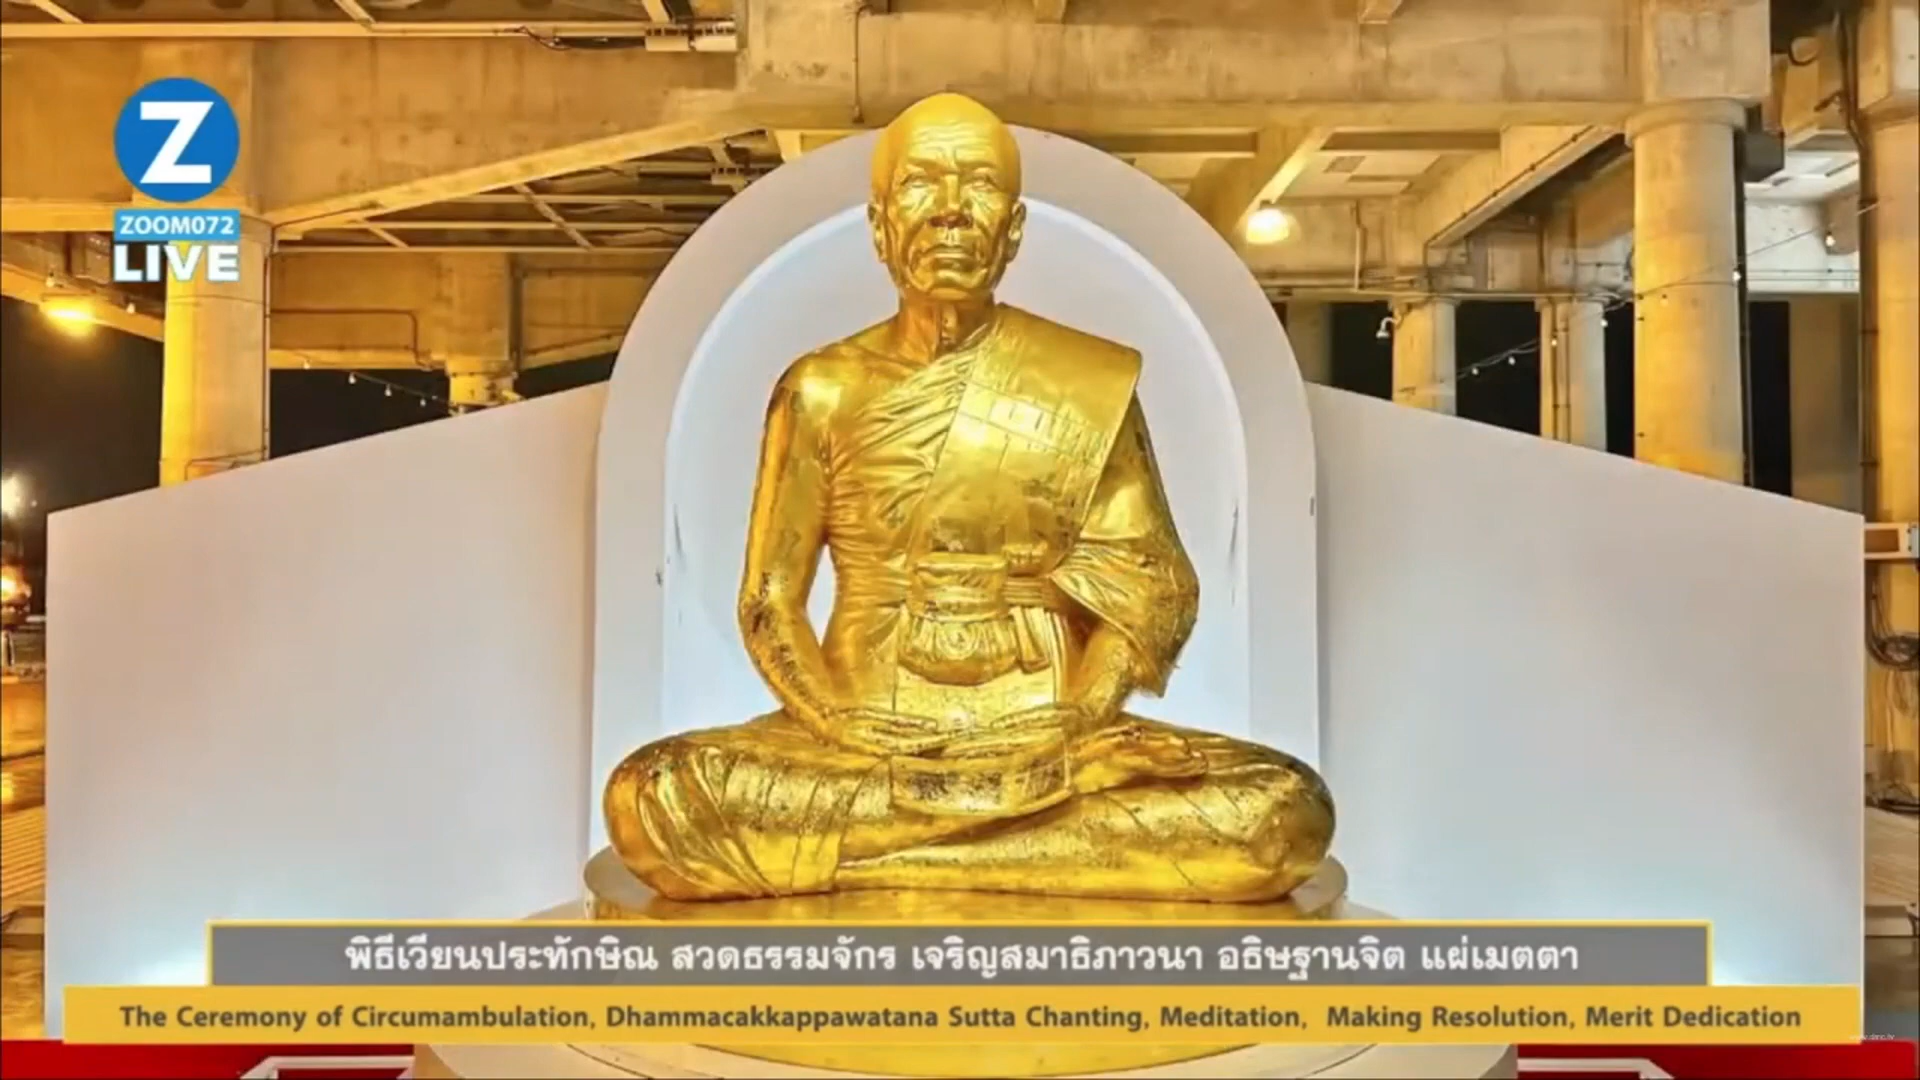 Z
ZOOM072
LIVE
พิธีเวียนประทักษิณ สวดธรรมจักร เจริญสมาธิภาวนา อธิษฐานจิต แผ่เมตตา
The Ceremony of Circumambulation, Dhammacakkappawatana Sutta Chanting, Meditation, Making Resolution, Merit Dedication